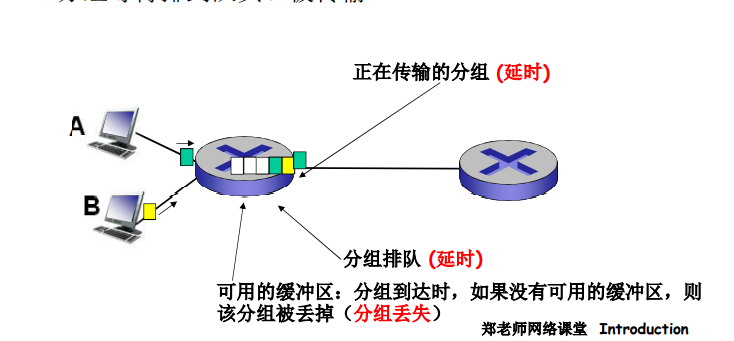 正在传输的分组 (延时)
A
B
分组排队 (延时)
可用的缓冲区：分组到达时，如果没有可用的缓冲区，则
该分组被丢掉（分组丢失）
郑老师网络课堂 Introduction